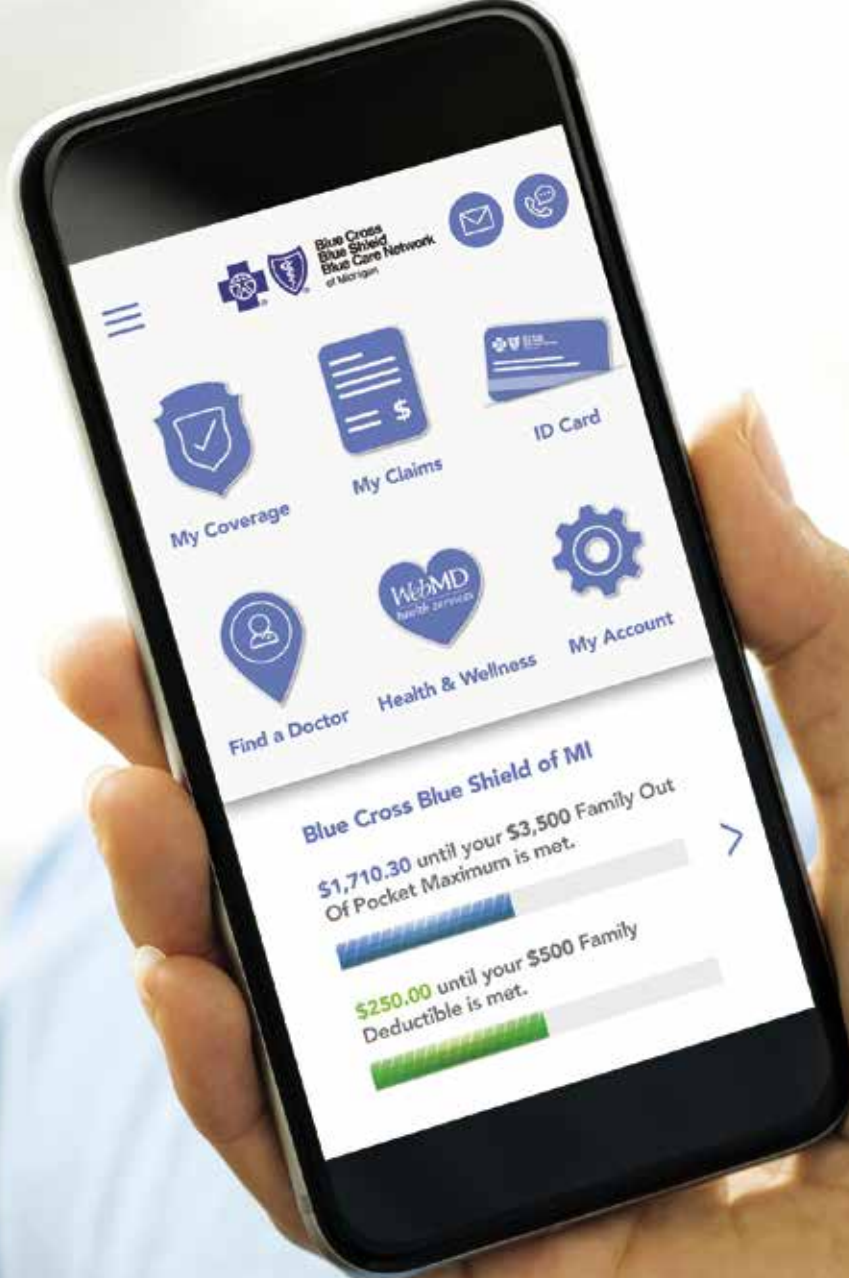 Blue Cross
Blue Shield
Blue Care Network
of Michigan
$
My Coverage
My Claims
ID Card
WebMD
health services
Find a Doctor
Health & Wellness
My Account
Blue Cross Blue Shield of MI
$1,710.30 until your $3,500 Family Out
Of Pocket Maximum is met.
$250.00 until your $500 Family
Deductible is met.